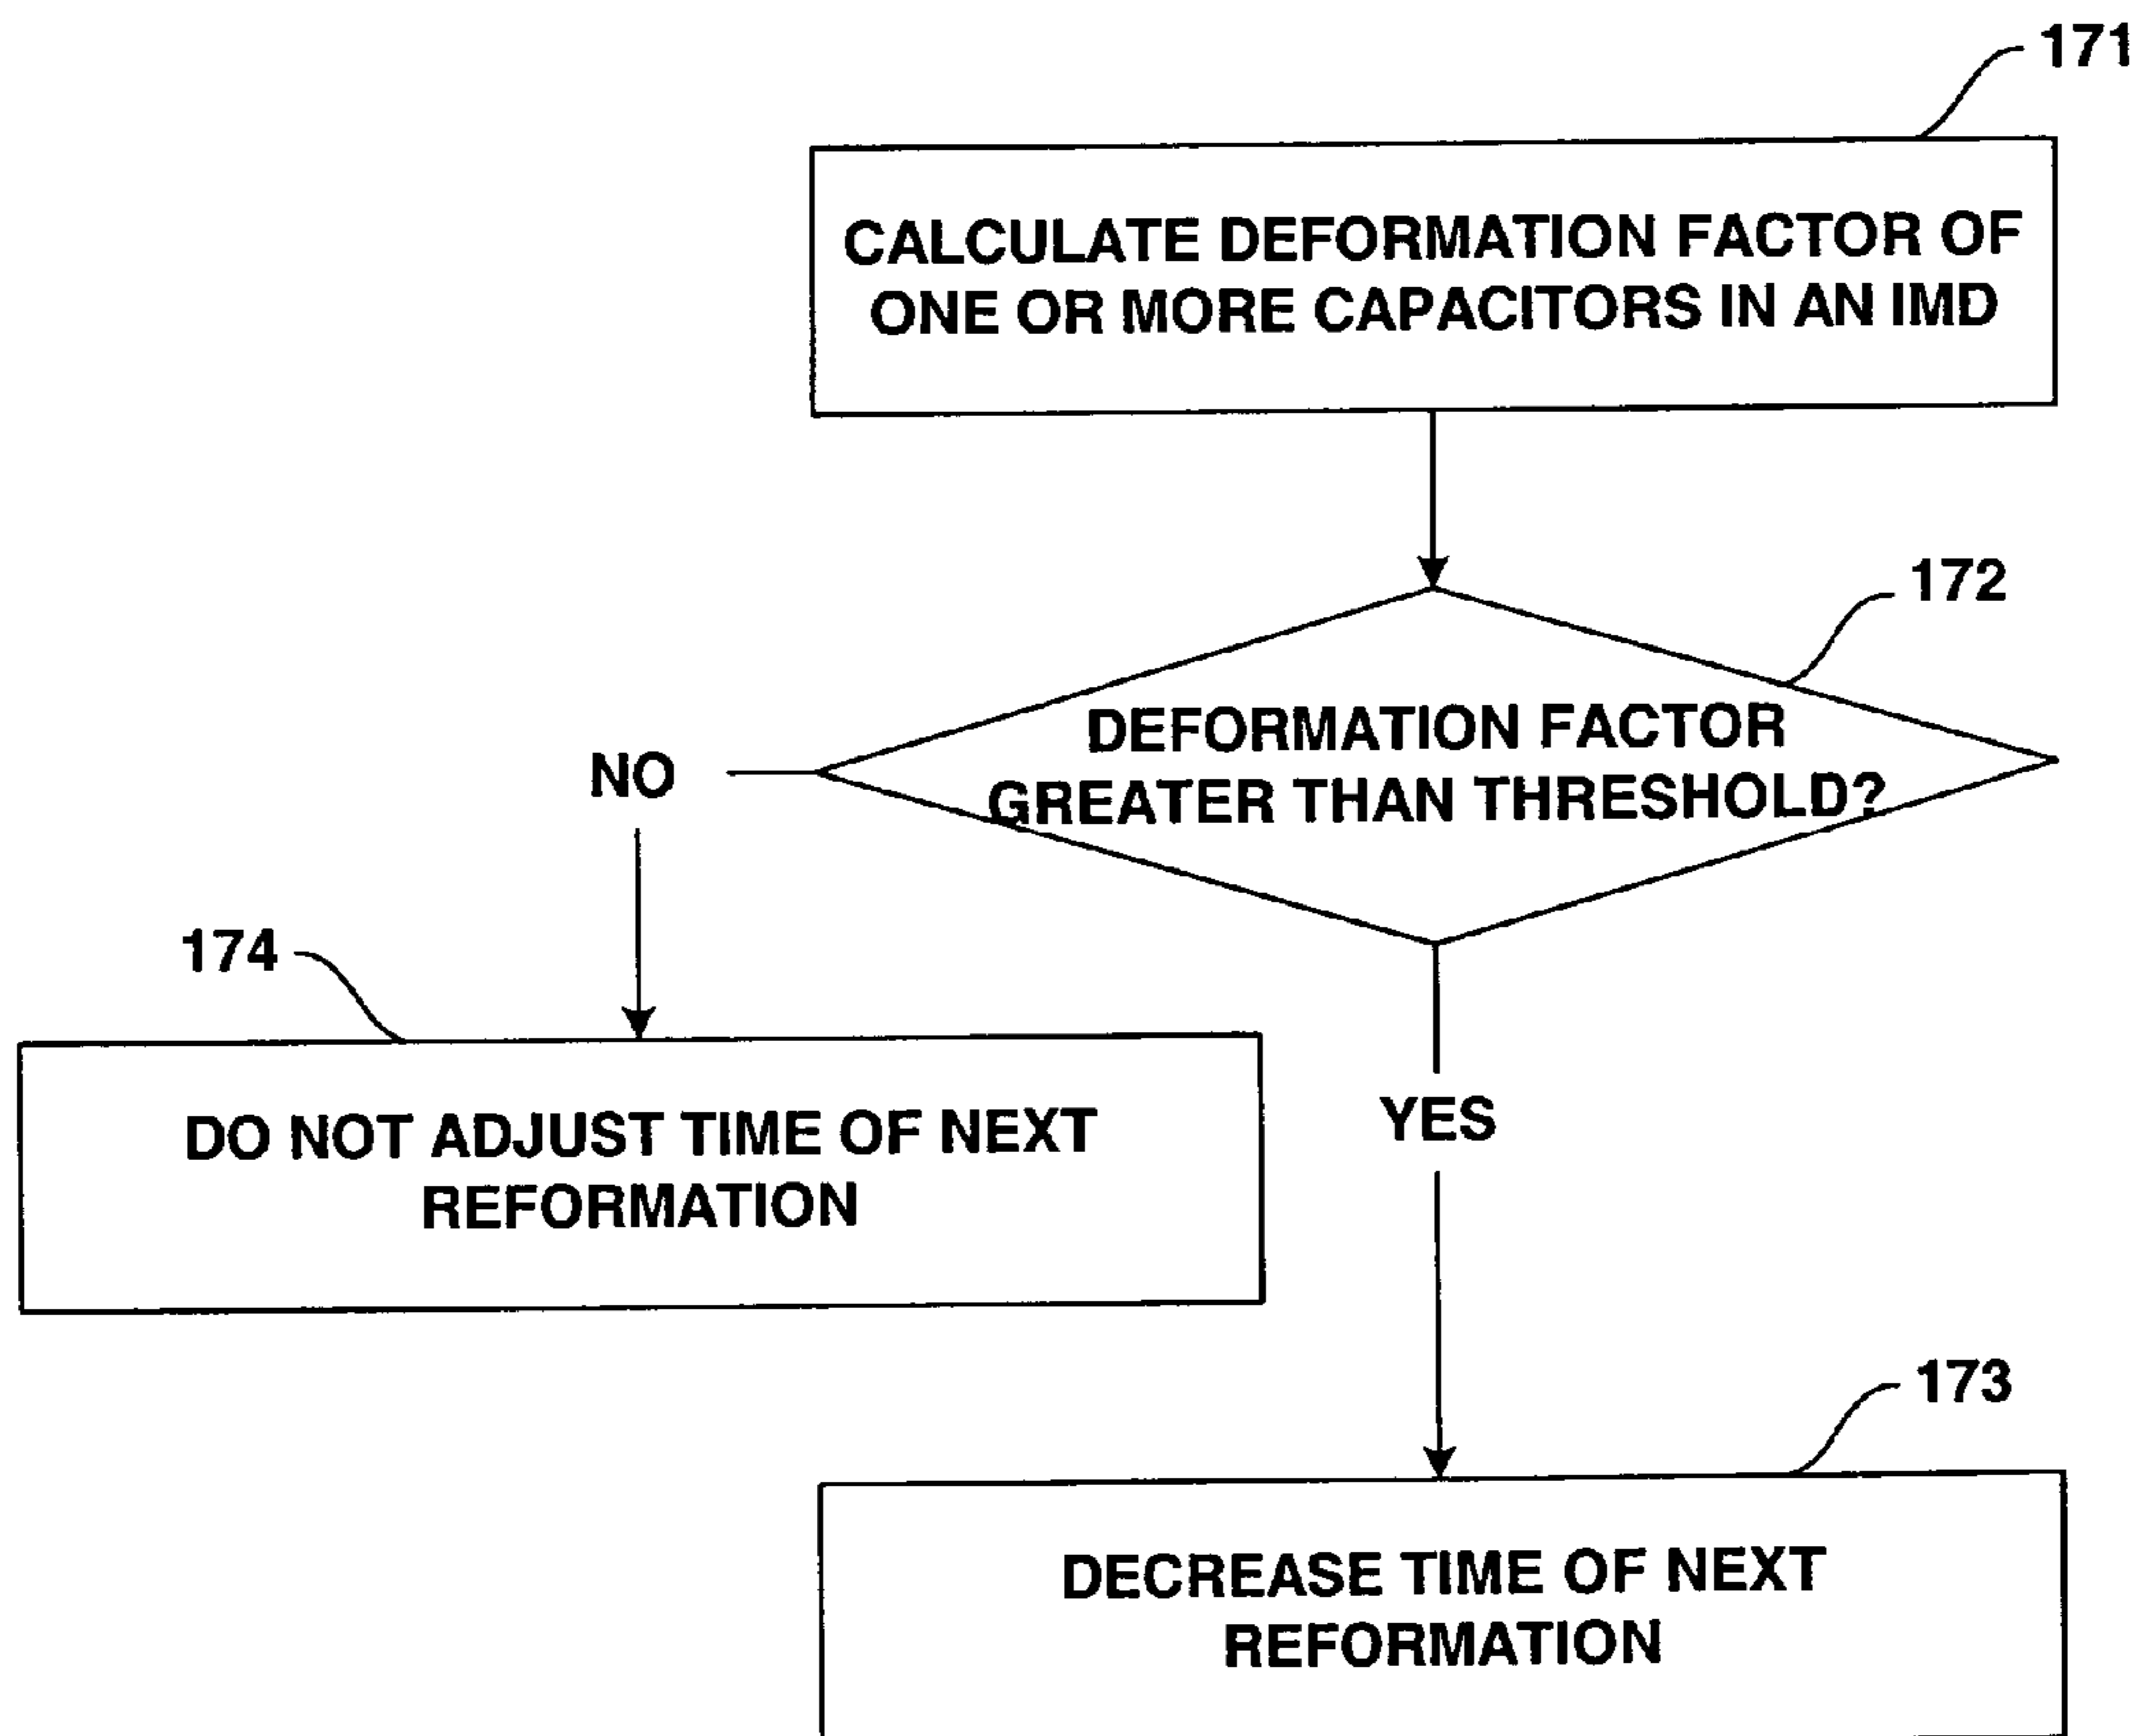 171
CALCULATE DEFORMATION FACTOR OF
ONE OR MORE CAPACITORS IN AN IMD
172
DEFORMATION FACTOR
GREATER THAN THRESHOLD?
NO
174
DO NOT ADJUST TIME OF NEXT
REFORMATION
YES
173
DECREASE TIME OF NEXT
REFORMATION